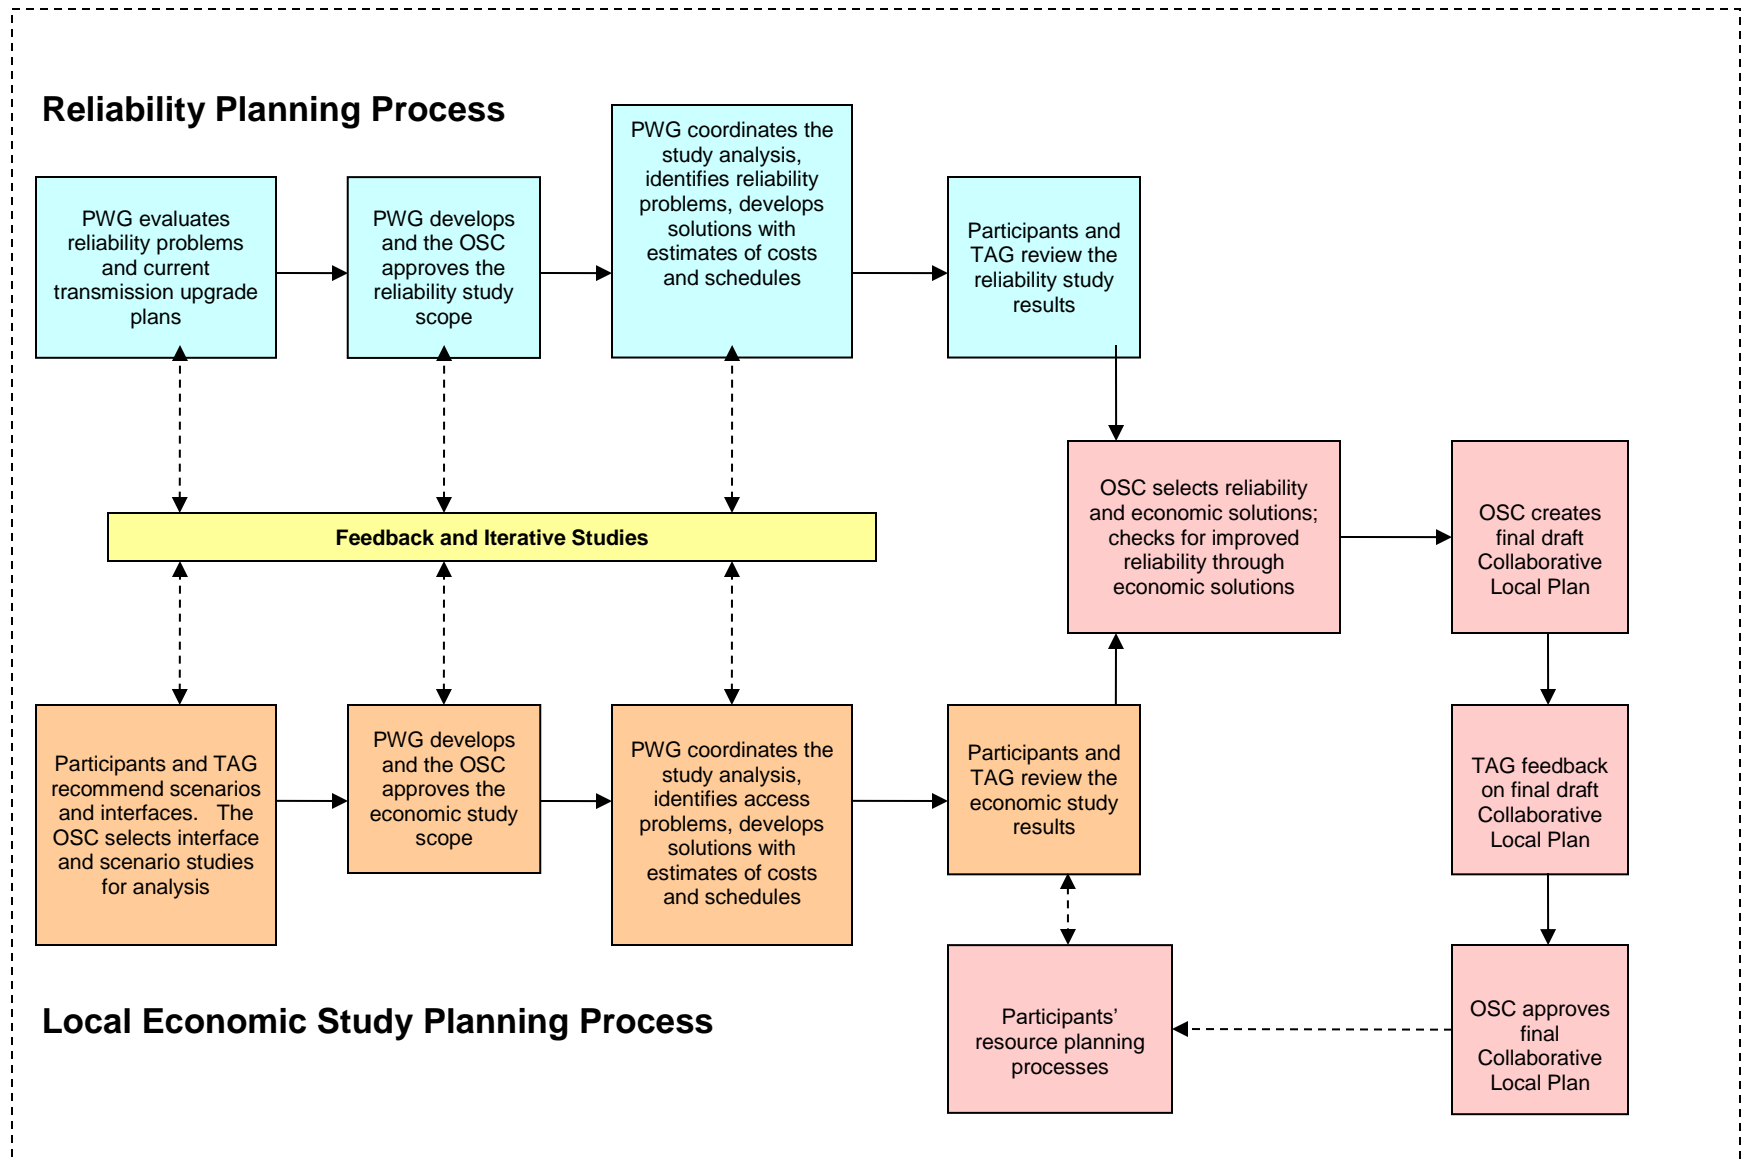 Reliability Planning Process
PWG evaluates
reliability problems
and current
transmission upgrade
plans
PWG develops
and the OSC
approves the
reliability study
scope
PWG coordinates the
study analysis,
identifies reliability
problems, develops
solutions with
estimates of costs
and schedules
Participants and
TAG review the
reliability study
results
Feedback and Iterative Studies
OSC selects reliability
and economic solutions;
checks for improved
reliability through
economic solutions
OSC creates
final draft
Collaborative
Local Plan
Participants and TAG
recommend scenarios
and interfaces.   The
OSC selects interface
and scenario studies
for analysis
PWG develops
and the OSC
approves the
economic study
scope
PWG coordinates the
study analysis,
identifies access
problems, develops
solutions with
estimates of costs
and schedules
Participants and
TAG review the
economic study
results
TAG feedback
on final draft
Collaborative
Local Plan
Local Economic Study Planning Process
Participants’
resource planning
processes
OSC approves
final
Collaborative
Local Plan